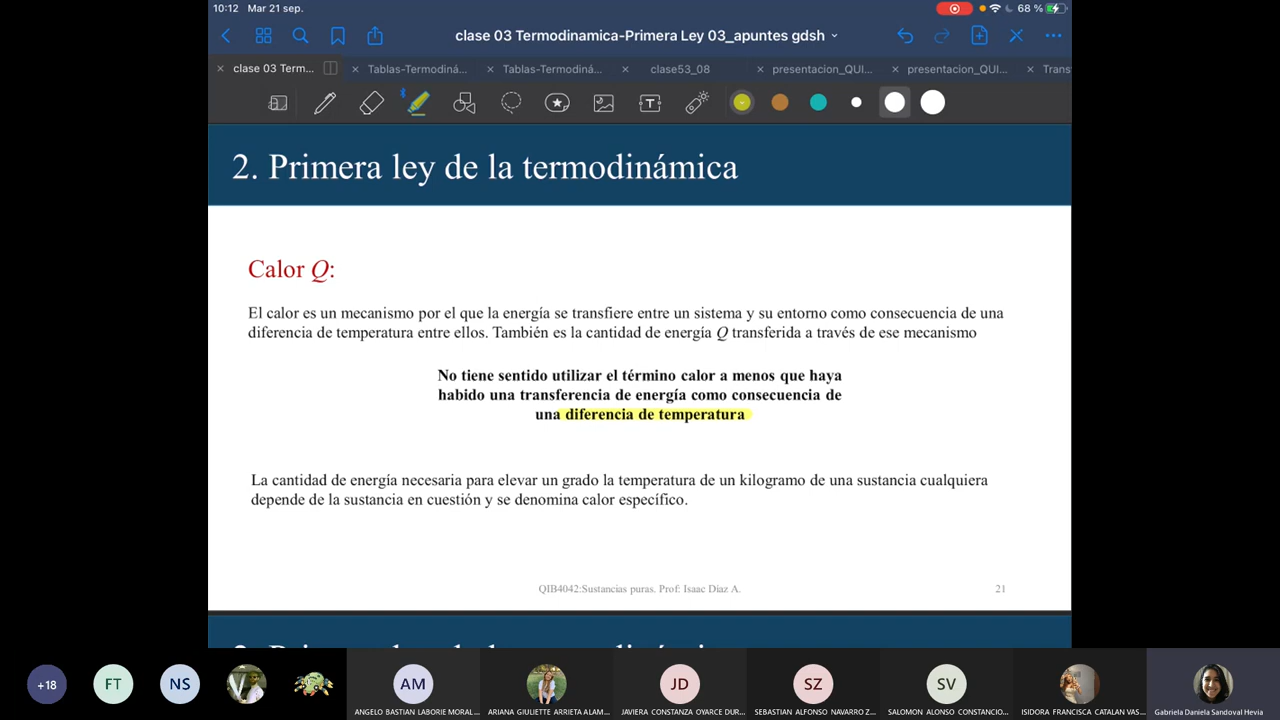 10:12 Mar 21 sep.
68 %
clase 03 Termodinamica-Primera Ley 03_apuntes gdsh
clase 03 Term...
Tablas-Termodiná...
Tablas-Termodiná...
clase53_08
presentacion_QUI...
presentacion_QUI...
Trans
2. Primera ley de la termodinámica
Calor Q:
El calor es un mecanismo por el que la energía se transfiere entre un sistema y su entorno como consecuencia de una
diferencia de temperatura entre ellos. También es la cantidad de energía Q transferida a través de ese mecanismo
No tiene sentido utilizar el término calor a menos que haya
habido una transferencia de energía como consecuencia de
una diferencia de temperatura
La cantidad de energía necesaria para elevar un grado la temperatura de un kilogramo de una sustancia cualquiera
depende de la sustancia en cuestión y se denomina calor específico.
QIB4042:Sustancias puras. Prof: Isaac Diaz A.
21
+18
FT
NS
AM
JD
SZ
SV
ANGELO BASTIAN LABORIE MORAL...
ARIANA GIULIETTE ARRIETA ALAM...
JAVIERA CONSTANZA OYARCE DUR...
SEBASTIAN ALFONSO NAVARRO Z...
SALOMON ALONSO CONSTANCIO...
ISIDORA FRANCISCA CATALAN VAS...
Gabriela Daniela Sandoval Hevia